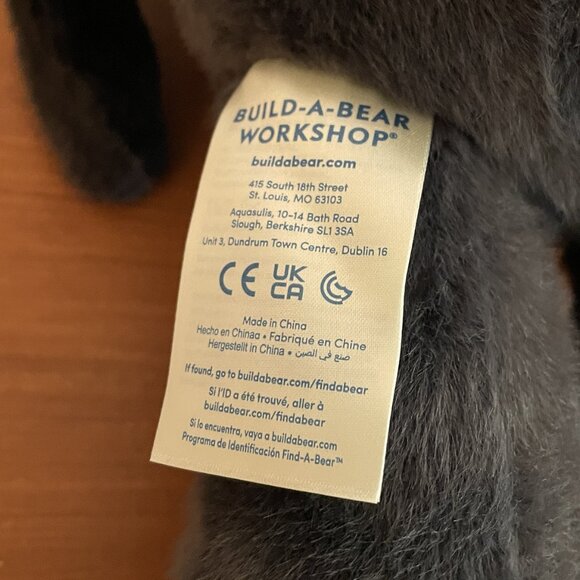 BUILD-A-BEAR
WORKSHOP®
buildabear.com
415 South 18th Street
St. Louis, MO 63103
Aquasulis, 10-14 Bath Road
Slough, Berkshire SL1 3SA
Unit 3, Dundrum Town Centre, Dublin 16
CE UK
CA
Made in China
Hecho en Chinaa • Fabriqué en Chine
Hergestellt in China • صنع في الصين
If found, go to buildabear.com/findabear
Si l'ID a été trouvé, aller à
buildabear.com/findabear
Si lo encuentra, vaya a buildabear.com
Programa de Identificación Find-A-Bear™